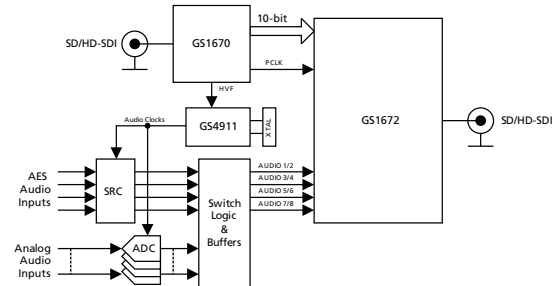 10-bit
SD/HD-SDI
GS1670
PCLK
HVF
Audio Clocks
GS4911
XTAL
GS1672
SD/HD-SDI
AES
Audio
Inputs
SRC
AUDIO 1/2
AUDIO 3/4
AUDIO 5/6
AUDIO 7/8
Switch
Logic
&
Buffers
Analog
Audio
Inputs
ADC